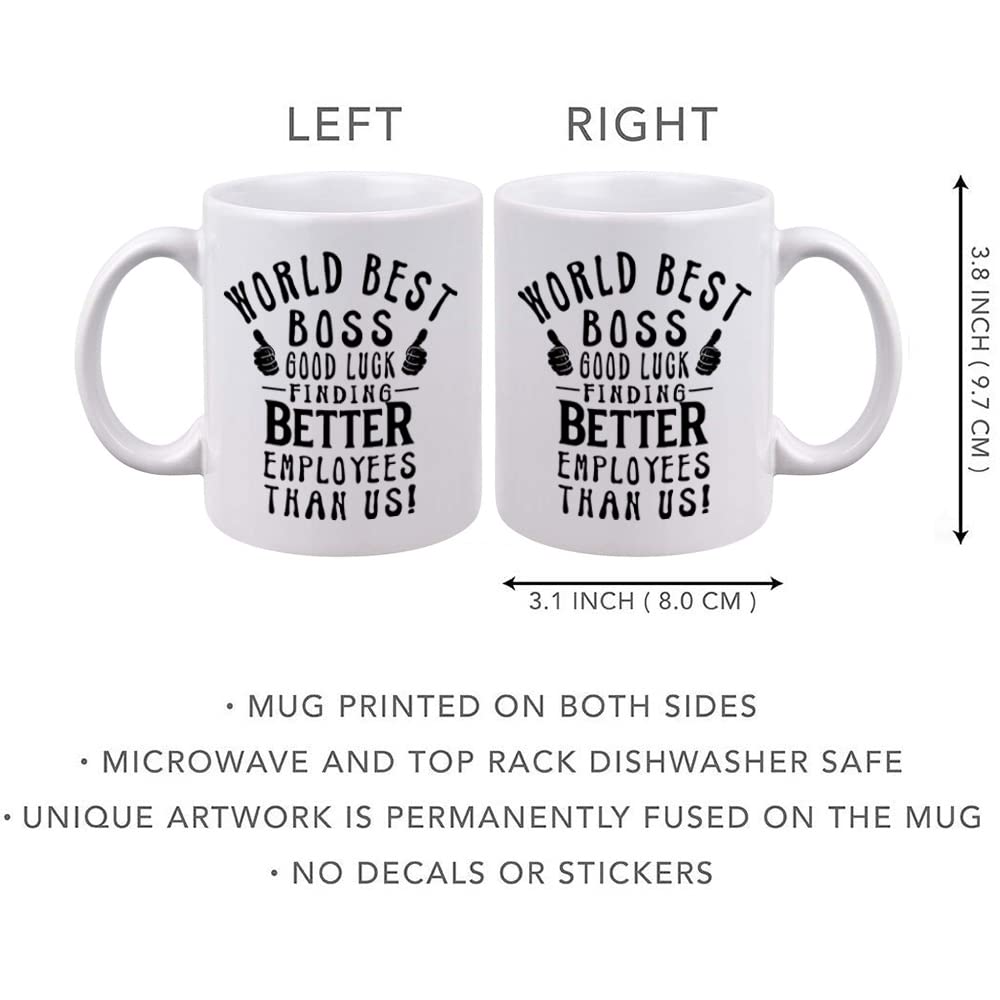 LEFT
RIGHT
WORLD BEST
BOSS
GOOD LUCK
FINDING
BETTER
EMPLOYEES
THAN US!
WORLD BEST
BOSS
GOOD LUCK
FINDING
BETTER
EMPLOYEES
THAN US!
3.8 INCH ( 9.7 CM )
3.1 INCH ( 8.0 CM )
• MUG PRINTED ON BOTH SIDES
• MICROWAVE AND TOP RACK DISHWASHER SAFE
• UNIQUE ARTWORK IS PERMANENTLY FUSED ON THE MUG
• NO DECALS OR STICKERS